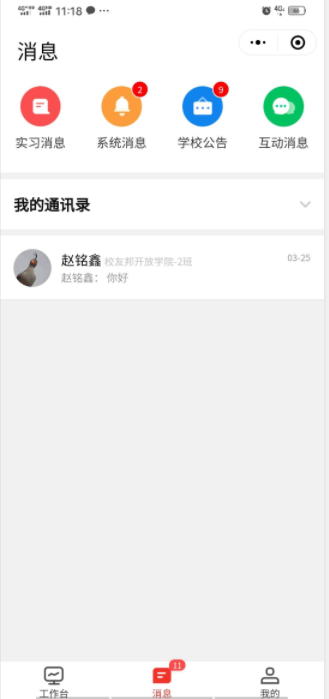 11:18
消息
2
9
实习消息 系统消息 学校公告 互动消息
我的通讯录
赵铭鑫 校友邦开放学院-2班 03-25
赵铭鑫： 你好
11
工作台 消息 我的